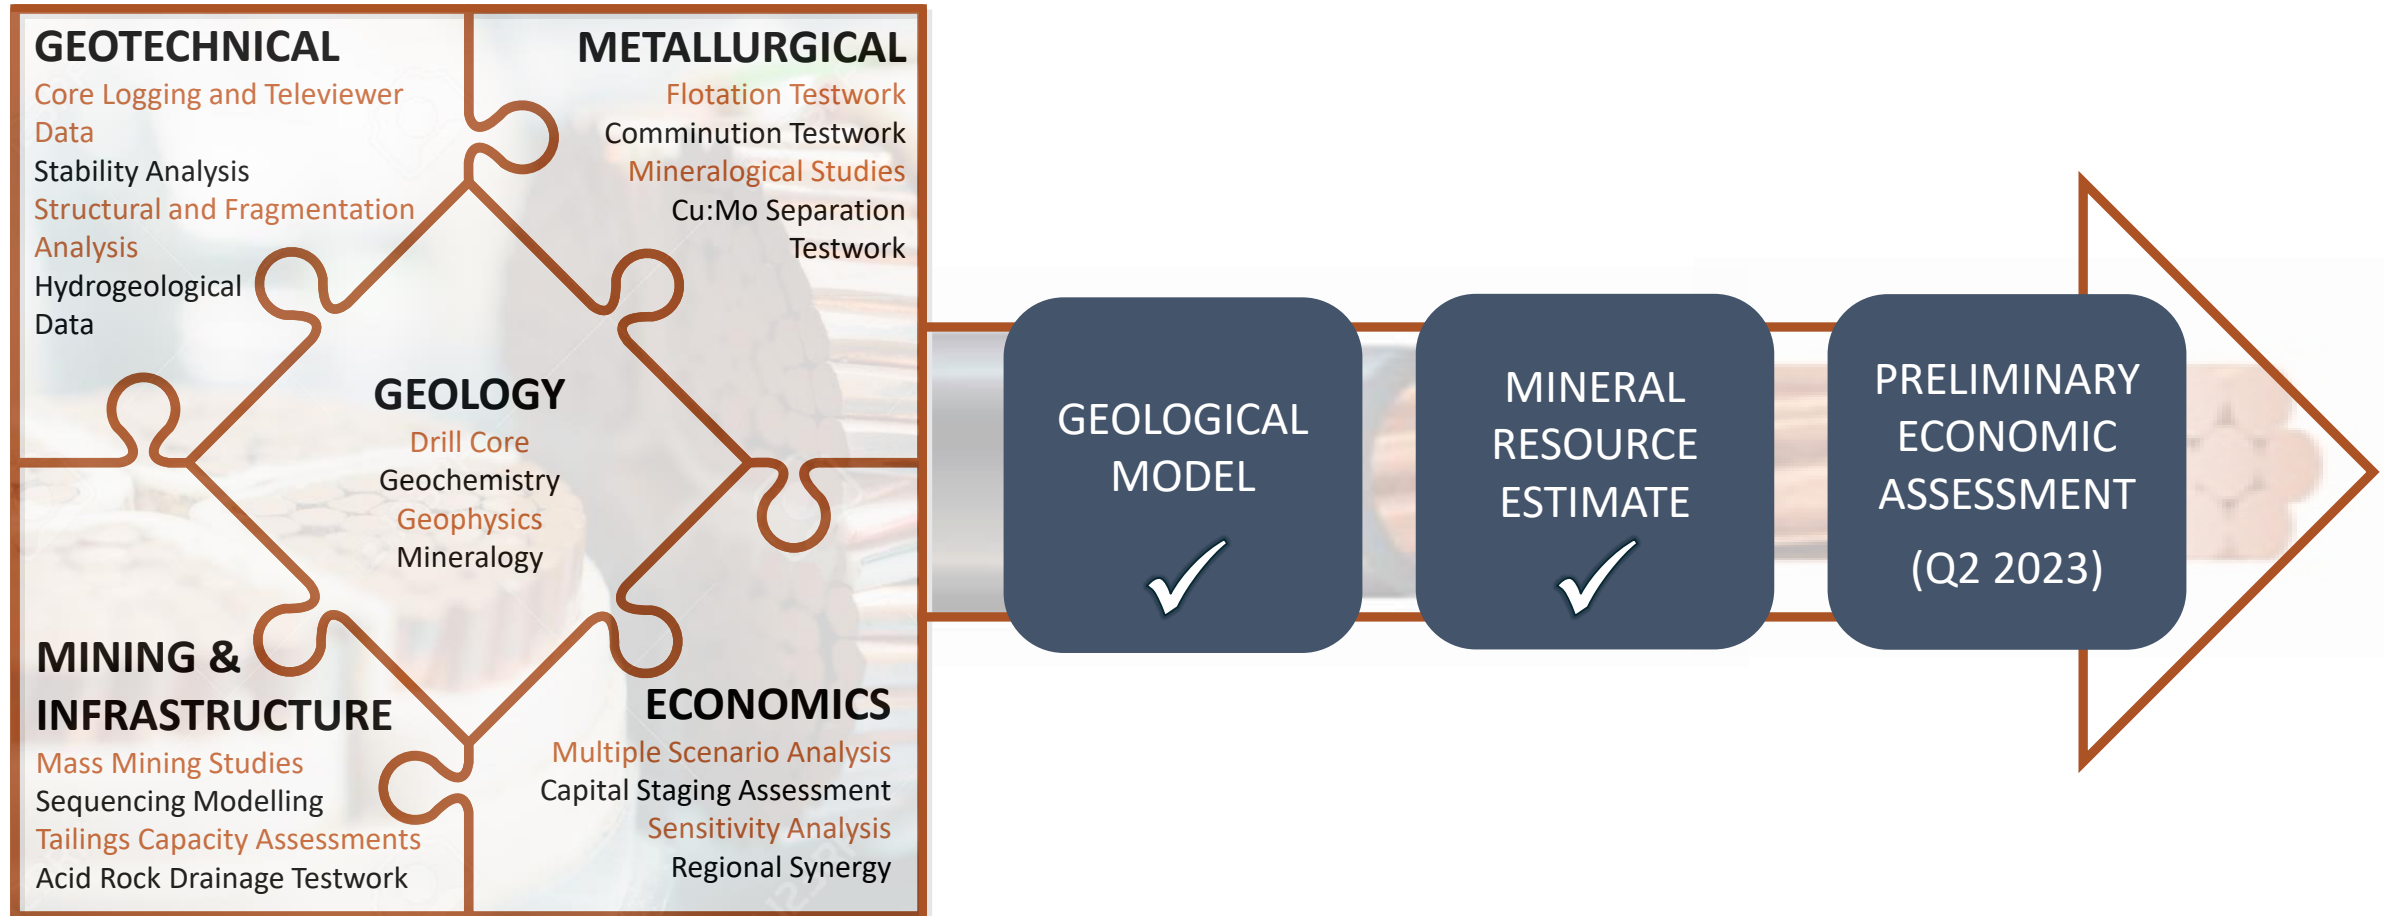 GEOTECHNICAL
Core Logging and Televiewer
Data
Stability Analysis
Structural and Fragmentation
Analysis
Hydrogeological
Data
METALLURGICAL
Flotation Testwork
Comminution Testwork
Mineralogical Studies
Cu:Mo Separation
Testwork
GEOLOGY
Drill Core
Geochemistry
Geophysics
Mineralogy
MINING &
INFRASTRUCTURE
Mass Mining Studies
Sequencing Modelling
Tailings Capacity Assessments
Acid Rock Drainage Testwork
ECONOMICS
Multiple Scenario Analysis
Capital Staging Assessment
Sensitivity Analysis
Regional Synergy
GEOLOGICAL
MODEL
MINERAL
RESOURCE
ESTIMATE
PRELIMINARY
ECONOMIC
ASSESSMENT
(Q2 2023)